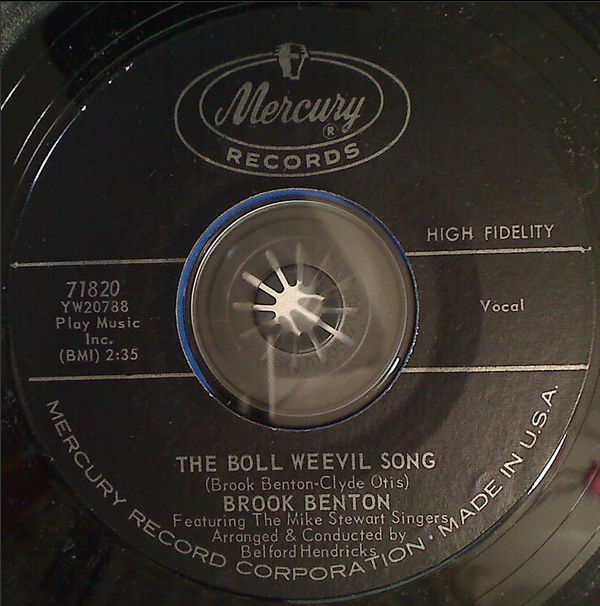 Mercury
®
RECORDS
HIGH FIDELITY
71820
YW20788
Play Music
Inc.
(BMI) 2:35
Vocal
THE BOLL WEEVIL SONG
(Brook Benton-Clyde Otis)
BROOK BENTON
Featuring The Mike Stewart Singers
Arranged & Conducted by
Belford Hendricks
MERCURY RECORD CORPORATION • MADE IN U.S.A.